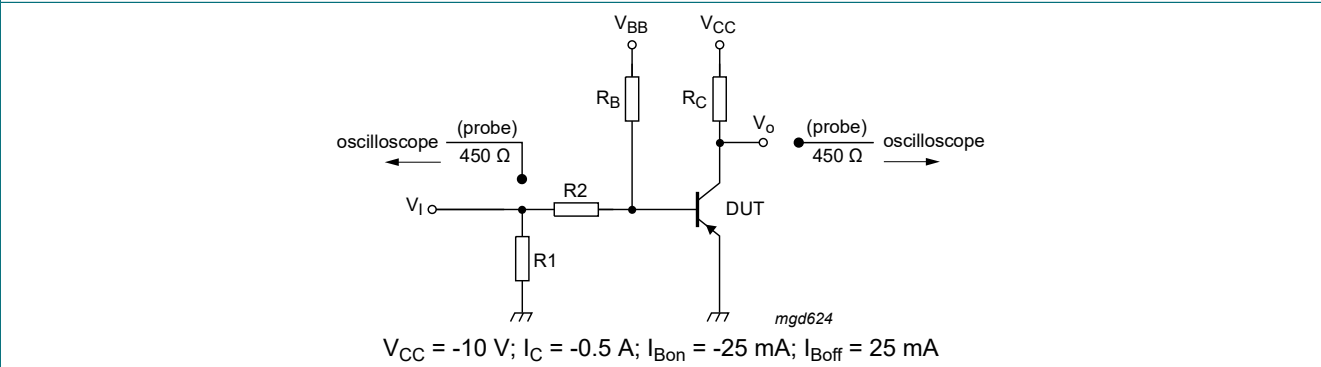 V_BB V_CC
R_B R_C
(probe) V_o (probe)
oscilloscope 450 Ω 450 Ω oscilloscope
R2
V_I DUT
R1
mgd624
V_CC = -10 V; I_C = -0.5 A; I_Bon = -25 mA; I_Boff = 25 mA